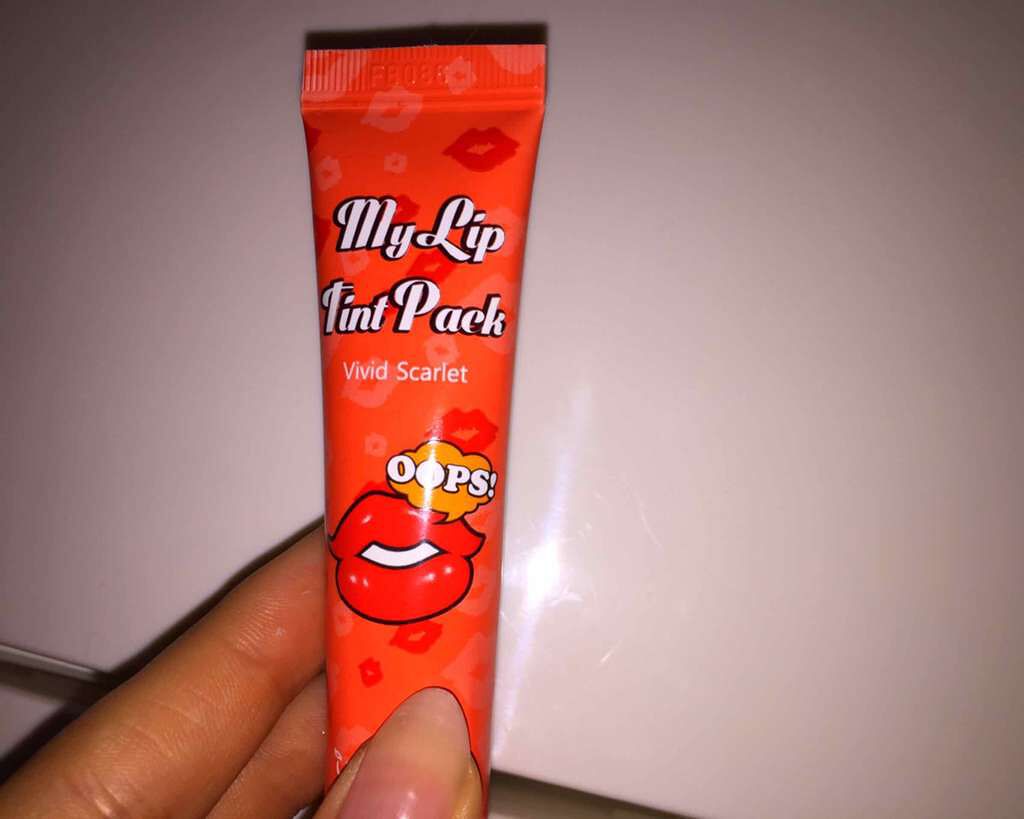 My Lip
Tint Pack
Vivid Scarlet
OOPS!